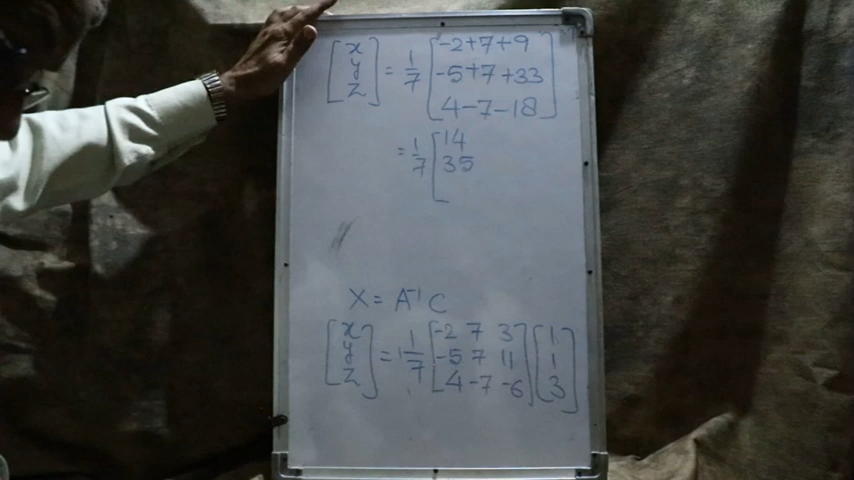 [x y z] = 1/7 [-2+7+9
-5+7+33
4-7-18]
= 1/7 [14
35
X = A⁻¹ C
[x y z] = 1/7 [-2 7 3] [1
-5 7 11 1
4 -7 -6] 3]